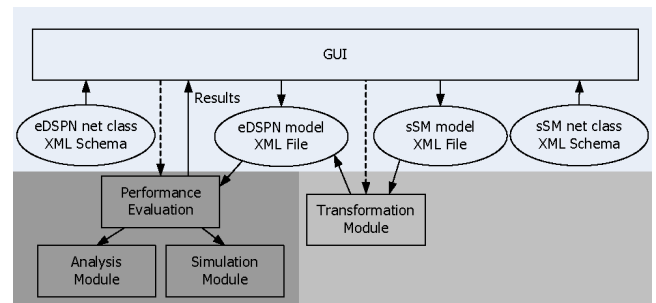 GUI
Results
eDSPN net class
XML Schema
eDSPN model
XML File
sSM model
XML File
sSM net class
XML Schema
Performance
Evaluation
Transformation
Module
Analysis
Module
Simulation
Module